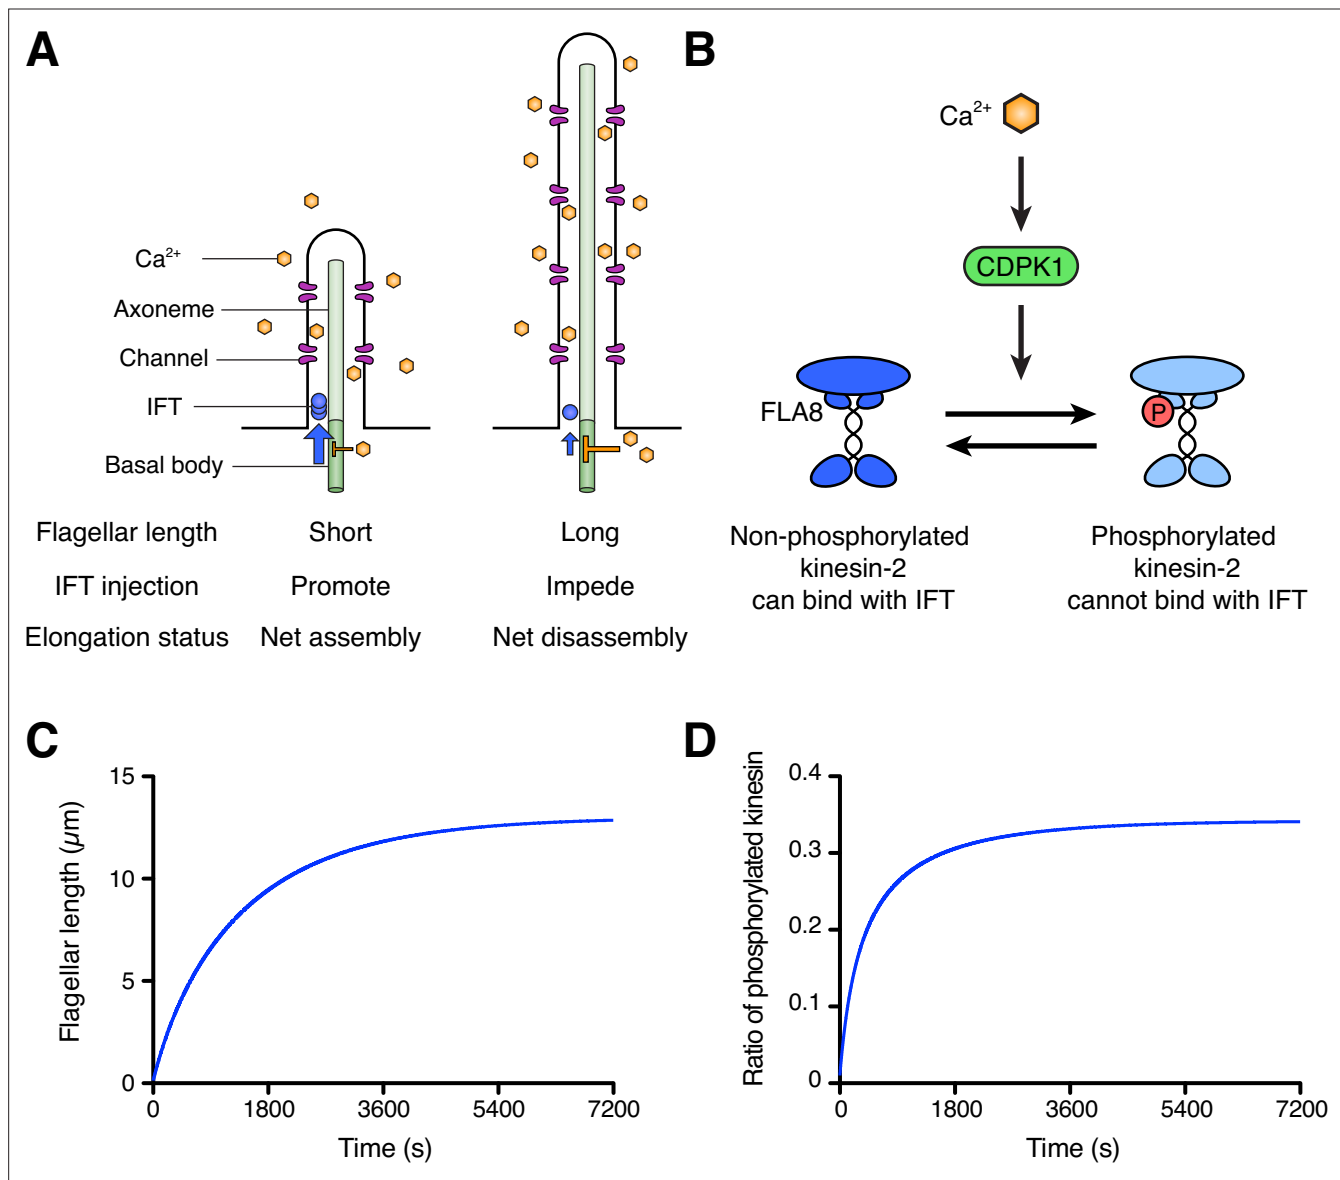 A
Ca2+
Axoneme
Channel
IFT
Basal body
Flagellar length Short Long
IFT injection Promote Impede
Elongation status Net assembly Net disassembly
B
Ca2+
CDPK1
FLA8
P
Non-phosphorylated
kinesin-2
can bind with IFT
Phosphorylated
kinesin-2
cannot bind with IFT
C
Flagellar length (µm)
15
10
5
0
0 1800 3600 5400 7200
Time (s)
D
Ratio of phosphorylated kinesin
0.4
0.3
0.2
0.1
0
0 1800 3600 5400 7200
Time (s)